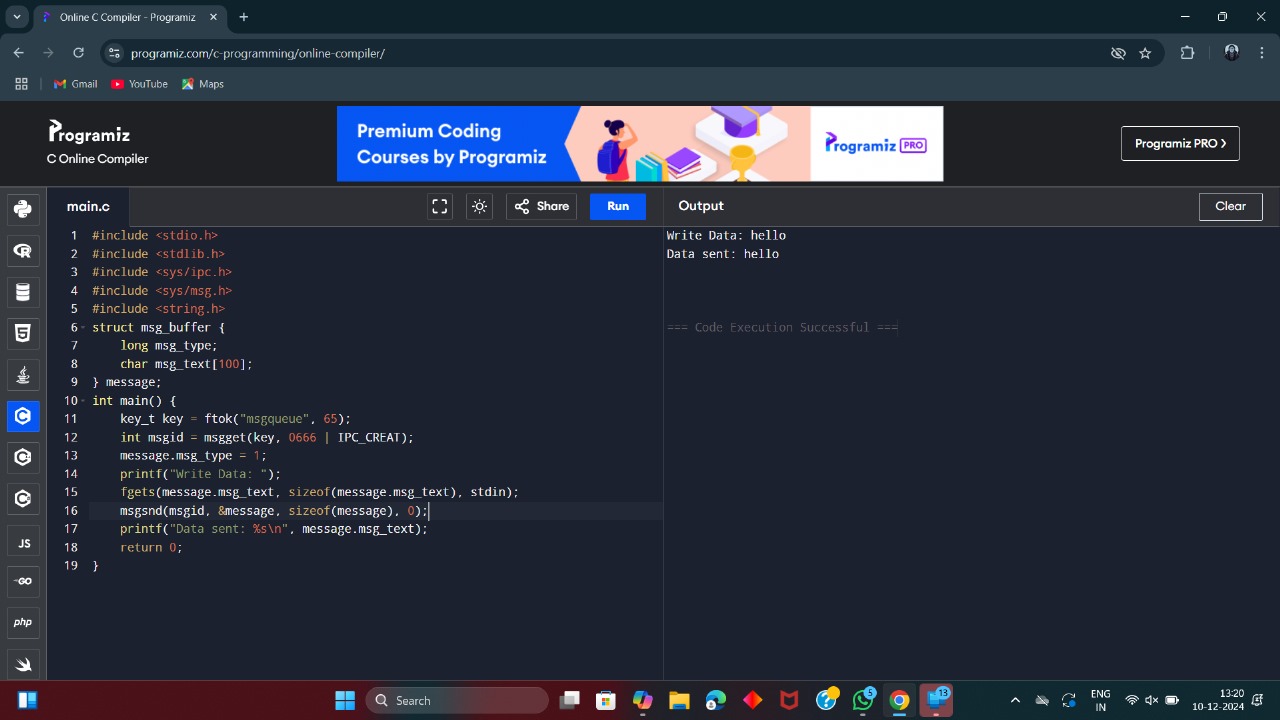 Online C Compiler - Programiz
programiz.com/c-programming/online-compiler/
Gmail YouTube Maps
Programiz
C Online Compiler
Premium Coding
Courses by Programiz
Programiz PRO
Programiz PRO ❯
main.c Share Run Output Clear
1 #include <stdio.h>
2 #include <stdlib.h>
3 #include <sys/ipc.h>
4 #include <sys/msg.h>
5 #include <string.h>
6 struct msg_buffer {
7     long msg_type;
8     char msg_text[100];
9 } message;
10 int main() {
11     key_t key = ftok("msgqueue", 65);
12     int msgid = msgget(key, 0666 | IPC_CREAT);
13     message.msg_type = 1;
14     printf("Write Data: ");
15     fgets(message.msg_text, sizeof(message.msg_text), stdin);
16     msgsnd(msgid, &message, sizeof(message), 0);
17     printf("Data sent: %s\n", message.msg_text);
18     return 0;
19 }
Write Data: hello
Data sent: hello
=== Code Execution Successful ===
JS
GO
php
Search
5
13
ENG
IN
13:20
10-12-2024